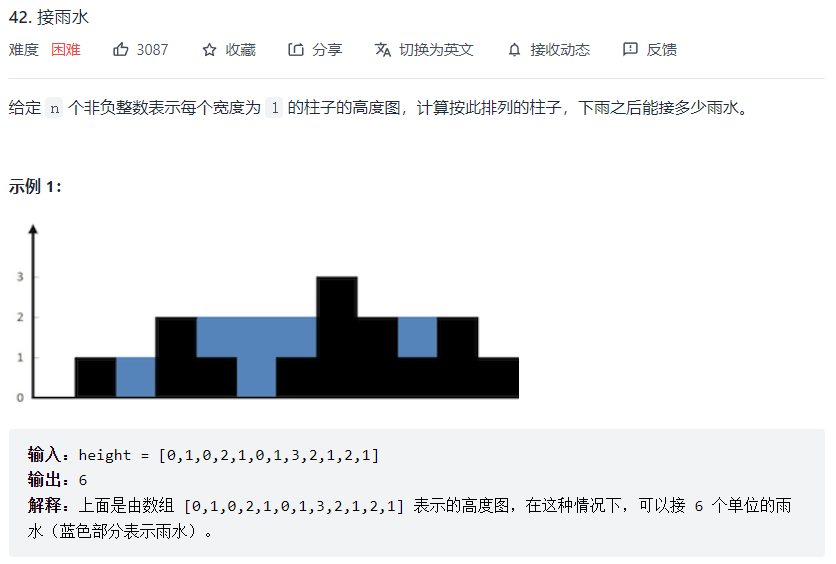 42. 接雨水
难度 困难 3087 收藏 分享 切换为英文 接收动态 反馈
给定 n 个非负整数表示每个宽度为 1 的柱子的高度图，计算按此排列的柱子，下雨之后能接多少雨水。
示例 1：
3
2
1
0
输入：height = [0,1,0,2,1,0,1,3,2,1,2,1]
输出：6
解释：上面是由数组 [0,1,0,2,1,0,1,3,2,1,2,1] 表示的高度图，在这种情况下，可以接 6 个单位的雨
水（蓝色部分表示雨水）。